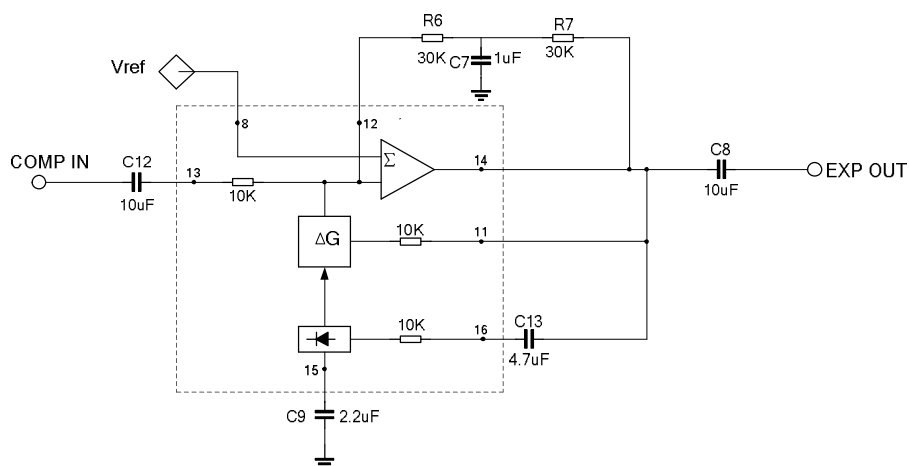 R6
R7
30K
C7
1uF
30K
Vref
8
12
COMP IN
C12
13
Σ
14
C8
EXP OUT
10uF
10K
10uF
ΔG
10K
11
10K
16
C13
4.7uF
15
C9
2.2uF